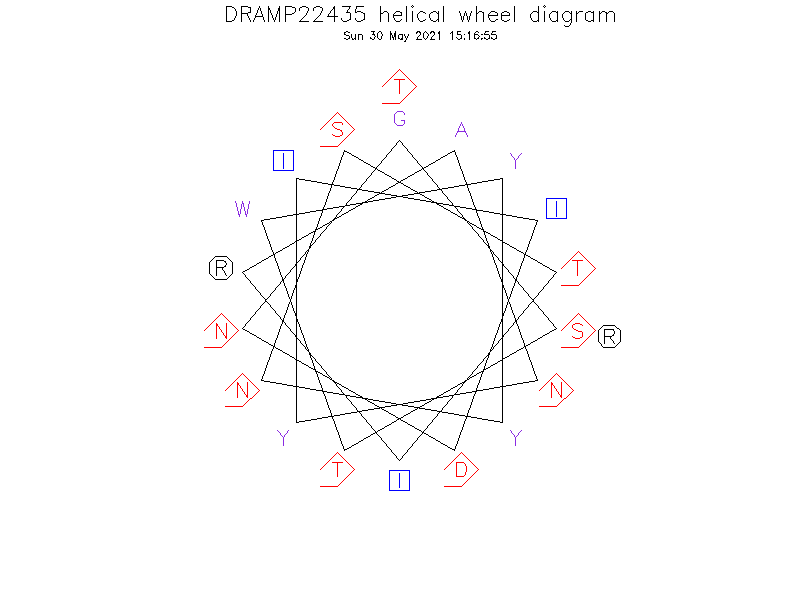 DRAMP22435 helical wheel diagram
Sun 30 May 2021 15:16:55
T
G
S A
I Y
W I
R T
N S R
N N
Y Y
T I D